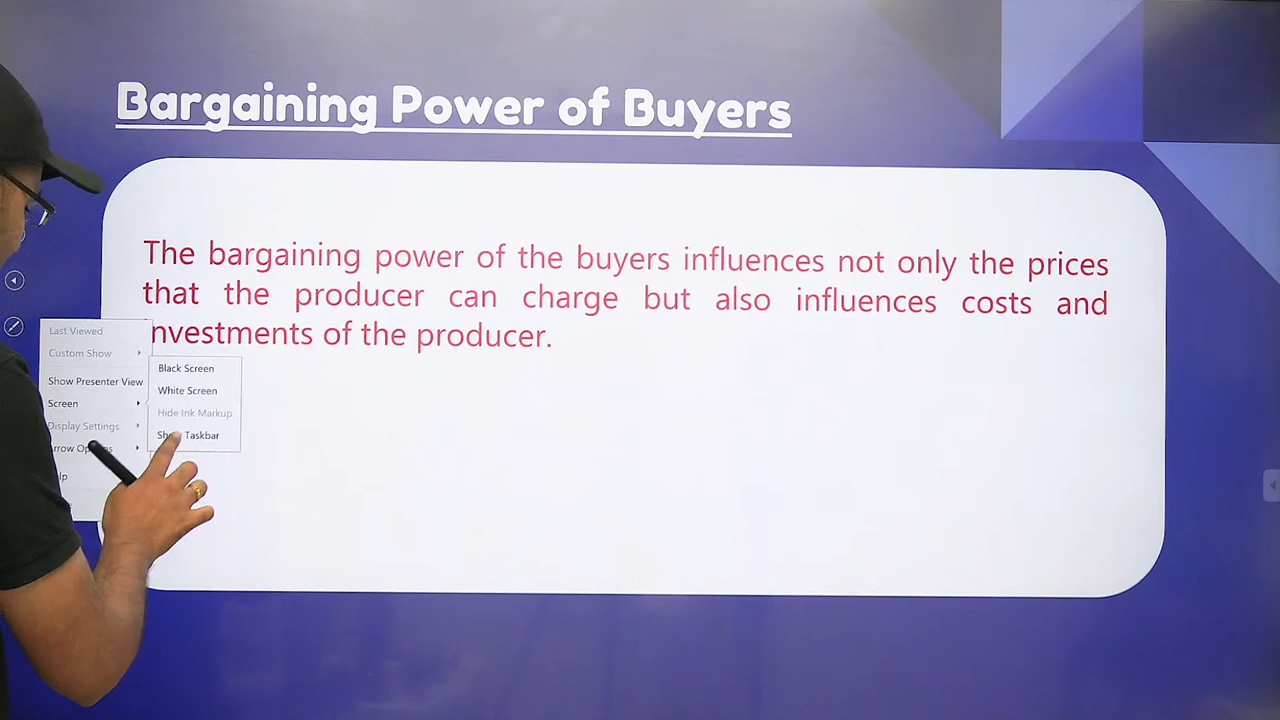 Bargaining Power of Buyers
The bargaining power of the buyers influences not only the prices
that the producer can charge but also influences costs and
investments of the producer.
Last Viewed
Custom Show
Show Presenter View
Screen
Display Settings
Black Screen
White Screen
Hide Ink Markup
Taskbar